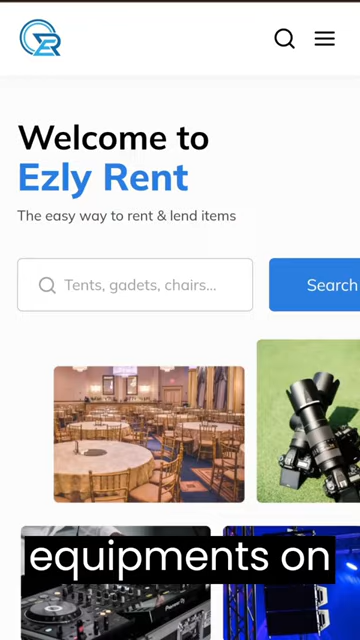 Welcome to
Ezly Rent
The easy way to rent & lend items
Tents, gadets, chairs...
Search
equipments on